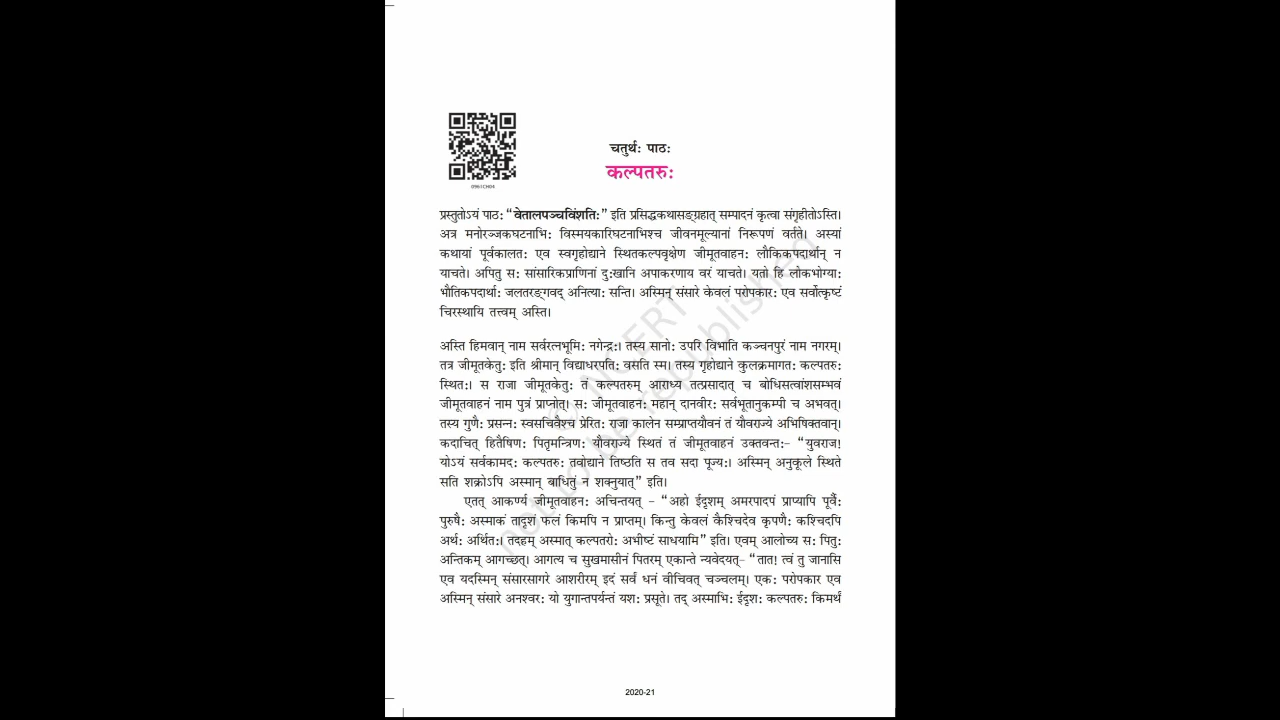 0961CH04
चतुर्थः पाठः
कल्पतरुः
प्रस्तुतोऽयं पाठः “वेतालपञ्चविंशतिः” इति प्रसिद्धकथासङ्ग्रहात् सम्पादनं कृत्वा संगृहीतोऽस्ति।
अत्र मनोरञ्जकघटनाभिः विस्मयकारिघटनाभिश्च जीवनमूल्यानां निरूपणं वर्तते। अस्यां
कथायां पूर्वकालतः एव स्वगृहोद्याने स्थितकल्पवृक्षेण जीमूतवाहनः लौकिकपदार्थान् न
याचते। अपितु सः सांसारिकप्राणिनां दुःखानि अपाकरणाय वरं याचते। यतो हि लोकभोग्याः
भौतिकपदार्थाः जलतरङ्गवद् अनित्याः सन्ति। अस्मिन् संसारे केवलं परोपकारः एव सर्वोत्कृष्टं
चिरस्थायि तत्त्वम् अस्ति।
अस्ति हिमवान् नाम सर्वरत्नभूमिः नगेन्द्रः। तस्य सानोः उपरि विभाति कञ्चनपुरं नाम नगरम्।
तत्र जीमूतकेतुः इति श्रीमान् विद्याधरपतिः वसति स्म। तस्य गृहोद्याने कुलक्रमागतः कल्पतरुः
स्थितः। स राजा जीमूतकेतुः तं कल्पतरुम् आराध्य तत्प्रसादात् च बोधिसत्वांशसम्भवं
जीमूतवाहनं नाम पुत्रं प्राप्नोत्। सः जीमूतवाहनः महान् दानवीरः सर्वभूतानुकम्पी च अभवत्।
तस्य गुणैः प्रसन्नः स्वसचिवैश्च प्रेरितः राजा कालेन सम्प्राप्तयौवनं तं यौवराज्ये अभिषिक्तवान्।
कदाचित् हितैषिणः पितृमन्त्रिणः यौवराज्ये स्थितं तं जीमूतवाहनं उक्तवन्तः- “युवराज!
योऽयं सर्वकामदः कल्पतरुः तवोद्याने तिष्ठति स तव सदा पूज्यः। अस्मिन् अनुकूले स्थिते
सति शक्रोऽपि अस्मान् बाधितुं न शक्नुयात्” इति।
एतत् आकर्ण्य जीमूतवाहनः अचिन्तयत् – “अहो ईदृशम् अमरपादपं प्राप्यापि पूर्वैः
पुरुषैः अस्माकं तादृशं फलं किमपि न प्राप्तम्। किन्तु केवलं कैश्चिदेव कृपणैः कश्चिदपि
अर्थः अर्थितः। तदहम् अस्मात् कल्पतरोः अभीष्टं साधयामि” इति। एवम् आलोच्य सः पितुः
अन्तिकम् आगच्छत्। आगत्य च सुखमासीनं पितरम् एकान्ते न्यवेदयत्- “तात! त्वं तु जानासि
एव यदस्मिन् संसारसागरे आशरीरम् इदं सर्वं धनं वीचिवत् चञ्चलम्। एकः परोपकार एव
अस्मिन् संसारे अनश्वरः यो युगान्तपर्यन्तं यशः प्रसूते। तद् अस्माभिः ईदृशः कल्पतरुः किमर्थं
© NCERT
not to be republished
2020-21